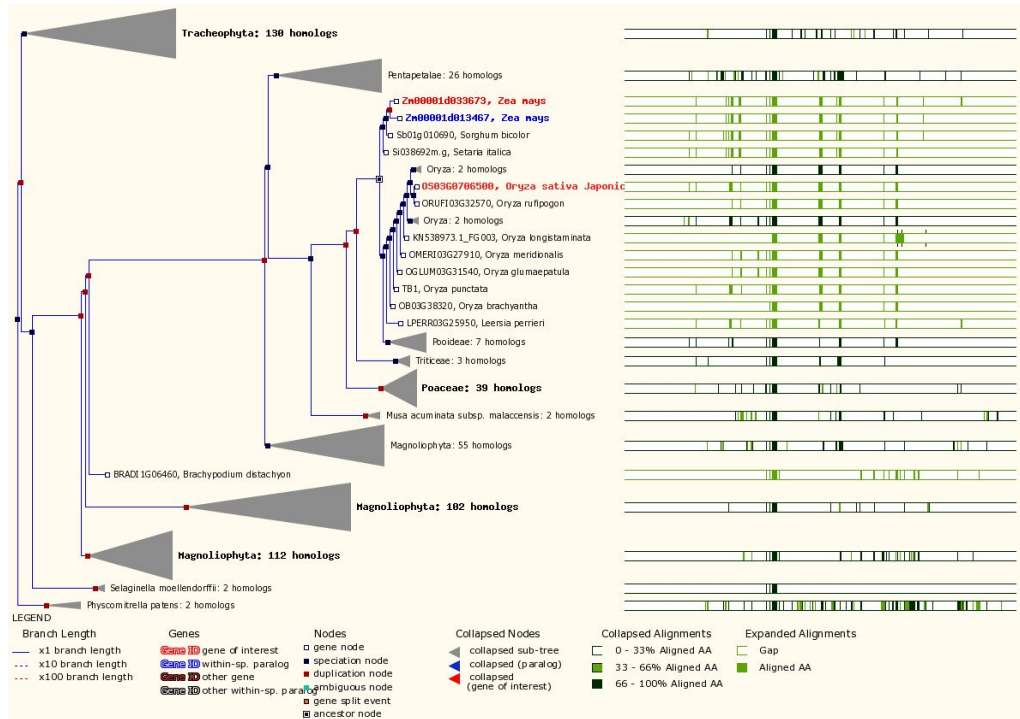 Tracheophyta: 130 homologs
Pentapetalae: 26 homologs
Zm00001d033673, Zea mays
Zm00001d013467, Zea mays
Sb01g010690, Sorghum bicolor
Si038692m.g, Setaria italica
Oryza: 2 homologs
OS03G0706500, Oryza sativa Japonic
ORUFI03G32570, Oryza rufipogon
Oryza: 2 homologs
KN538973.1_FG003, Oryza longistaminata
OMERI03G27910, Oryza meridionalis
OGLUM03G31540, Oryza glumaepatula
TB1, Oryza punctata
OB03G38320, Oryza brachyantha
LPERR03G25950, Leersia perrieri
Pooideae: 7 homologs
Triticeae: 3 homologs
Poaceae: 39 homologs
Musa acuminata subsp. malaccensis: 2 homologs
Magnoliophyta: 55 homologs
BRADI1G06460, Brachypodium distachyon
Magnoliophyta: 102 homologs
Magnoliophyta: 112 homologs
Selaginella moellendorffii: 2 homologs
Physcomitrella patens: 2 homologs
LEGEND
Branch Length
x1 branch length
x10 branch length
x100 branch length
Genes
Gene ID gene of interest
Gene ID within-sp. paralog
Gene ID other gene
Gene ID other within-sp. paralog
Nodes
gene node
speciation node
duplication node
ambiguous node
gene split event
ancestor node
Collapsed Nodes
collapsed sub-tree
collapsed (paralog)
collapsed
(gene of interest)
Collapsed Alignments
0 - 33% Aligned AA
33 - 66% Aligned AA
66 - 100% Aligned AA
Expanded Alignments
Gap
Aligned AA